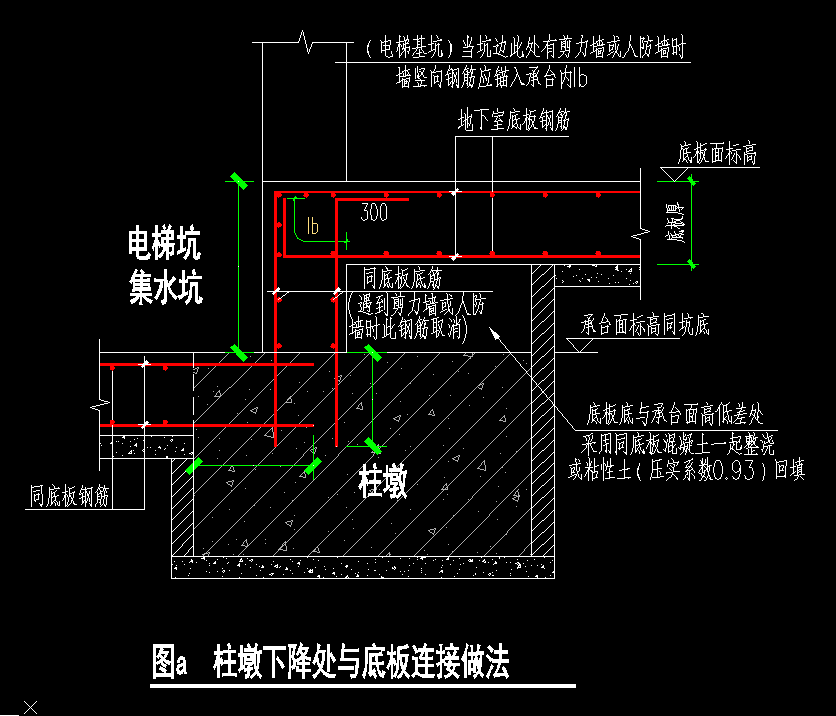 （电梯基坑）当坑边此处有剪力墙或人防墙时
墙竖向钢筋应锚入承台内lb
地下室底板钢筋
底板面标高
300
lb
底板厚
电梯坑
集水坑
同底板底筋
(遇到剪力墙或人防
墙时此钢筋取消)
承台面标高同坑底
底板底与承台面高低差处
采用同底板混凝土一起整浇
或粘性土（压实系数0.93）回填
柱墩
同底板钢筋
图a 柱墩下降处与底板连接做法